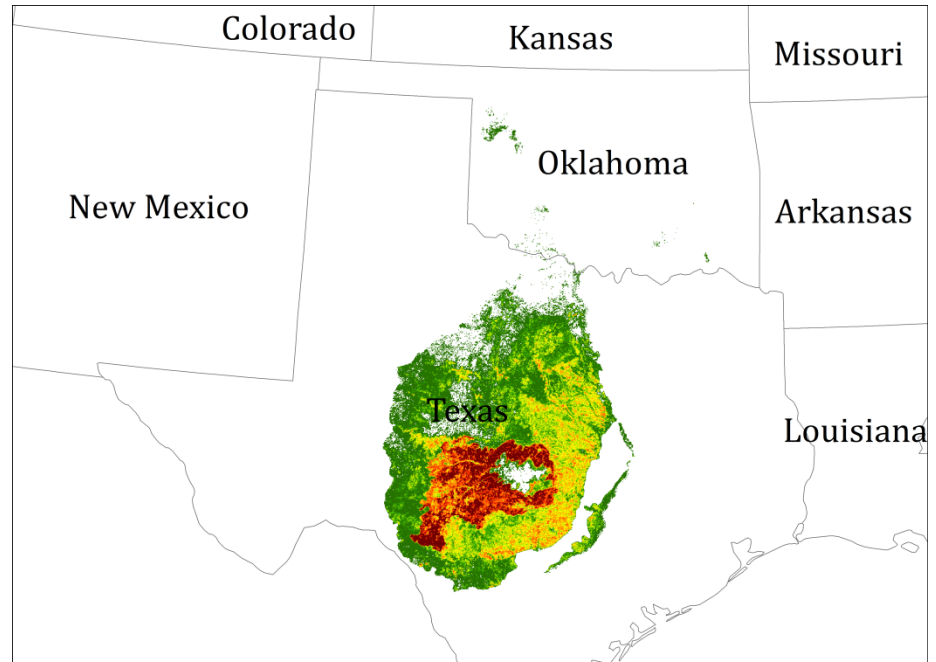 Colorado
Kansas
Missouri
Oklahoma
New Mexico
Arkansas
Texas
Louisiana